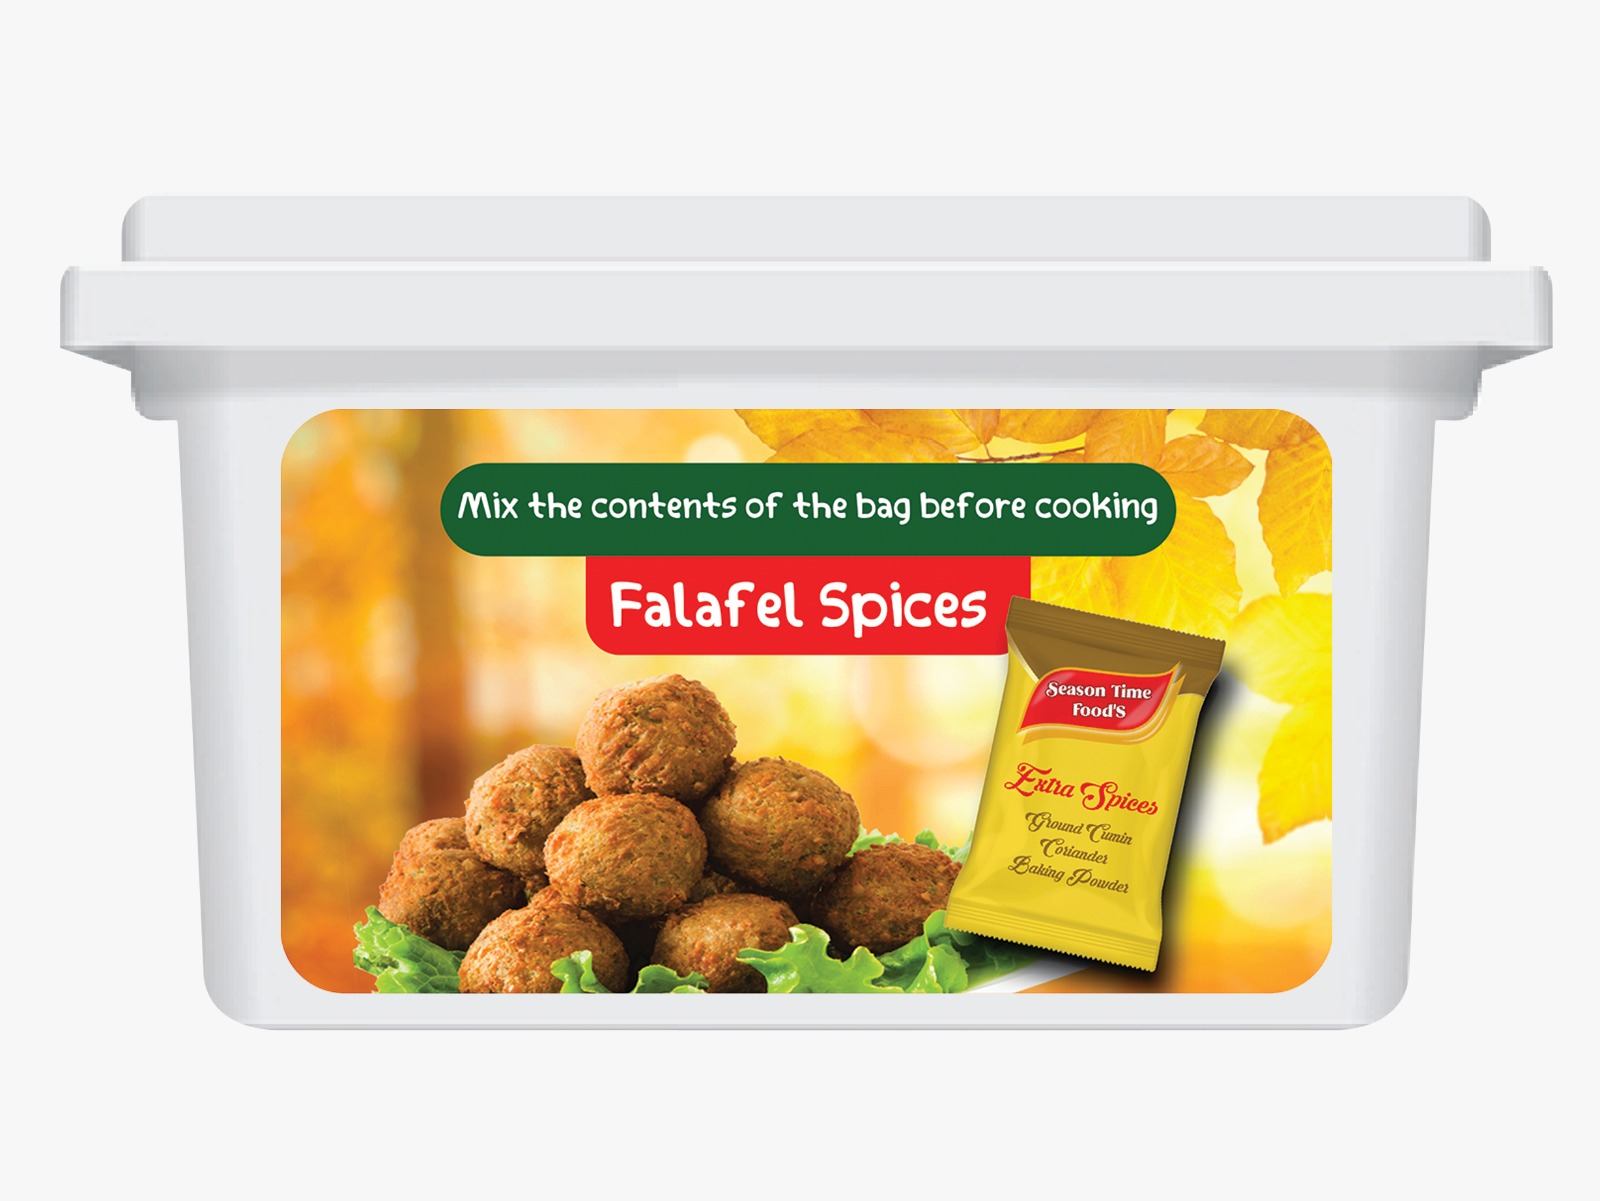 Mix the contents of the bag before cooking
Falafel Spices
Season Time
Food'S
Extra Spices
Ground Cumin
Coriander
Baking Powder